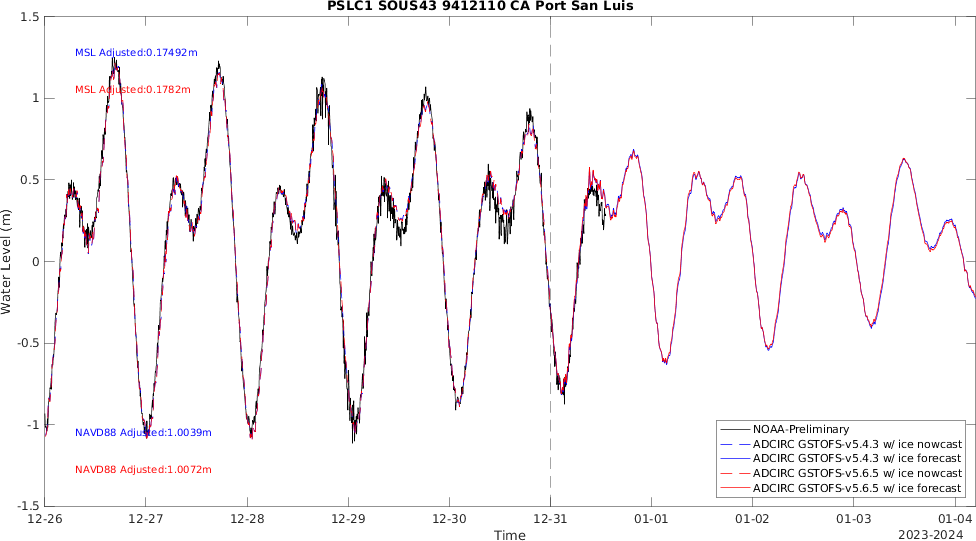 PSLC1 SOUS43 9412110 CA Port San Luis
1.5
1
0.5
0
-0.5
-1
-1.5
Water Level (m)
MSL Adjusted:0.17492m
MSL Adjusted:0.1782m
NAVD88 Adjusted:1.0039m
NAVD88 Adjusted:1.0072m
NOAA-Preliminary
ADCIRC GSTOFS-v5.4.3 w/ ice nowcast
ADCIRC GSTOFS-v5.4.3 w/ ice forecast
ADCIRC GSTOFS-v5.6.5 w/ ice nowcast
ADCIRC GSTOFS-v5.6.5 w/ ice forecast
12-26 12-27 12-28 12-29 12-30 12-31 01-01 01-02 01-03 01-04
Time
2023-2024